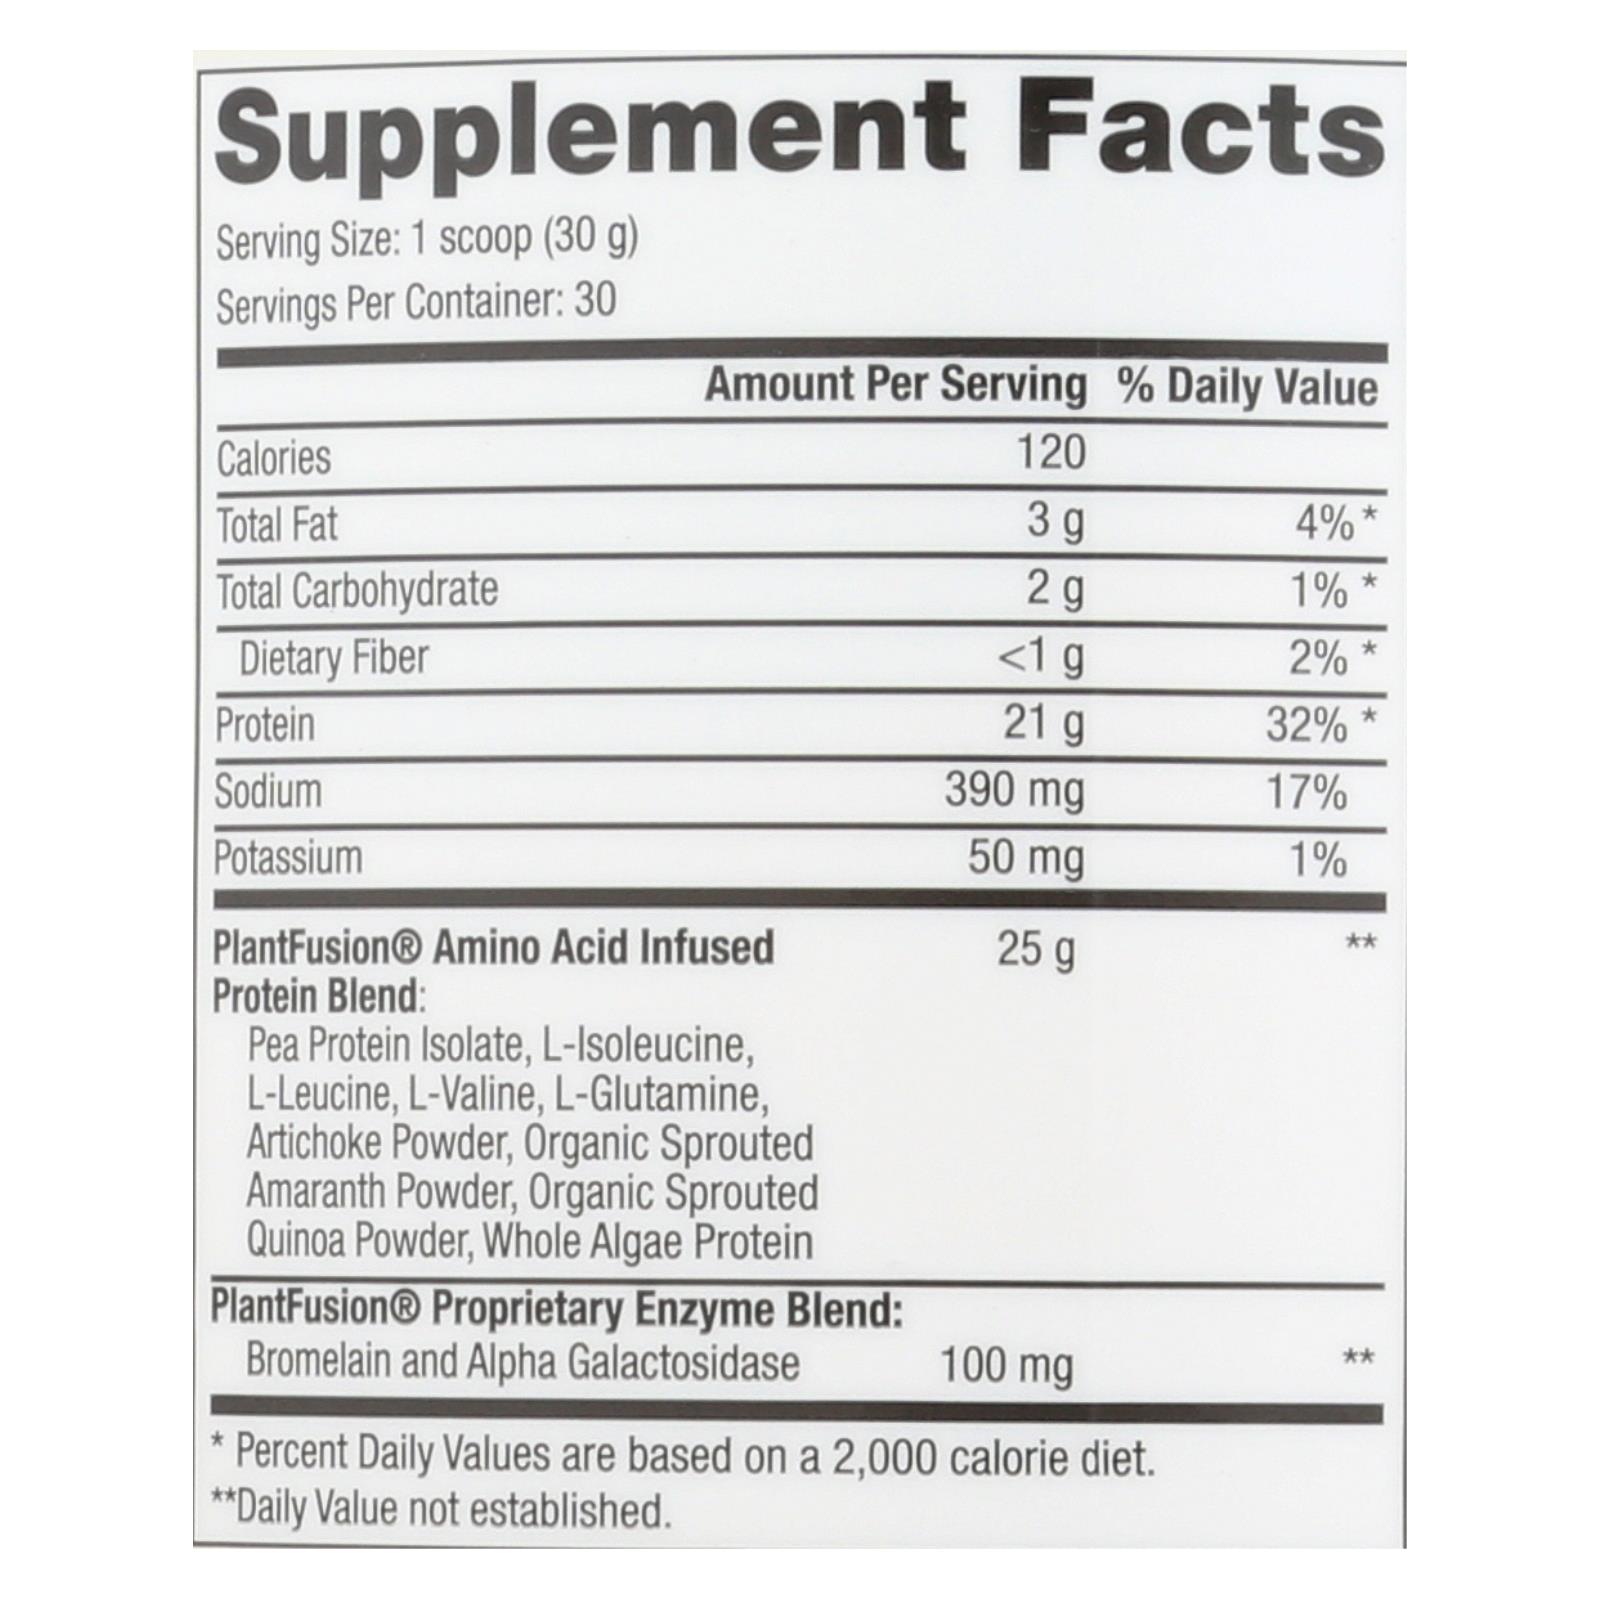 Supplement Facts
Serving Size: 1 scoop (30 g)
Servings Per Container: 30
Amount Per Serving % Daily Value
Calories 120
Total Fat 3 g 4% *
Total Carbohydrate 2 g 1% *
Dietary Fiber <1 g 2% *
Protein 21 g 32% *
Sodium 390 mg 17%
Potassium 50 mg 1%
PlantFusion® Amino Acid Infused 25 g **
Protein Blend:
Pea Protein Isolate, L-Isoleucine,
L-Leucine, L-Valine, L-Glutamine,
Artichoke Powder, Organic Sprouted
Amaranth Powder, Organic Sprouted
Quinoa Powder, Whole Algae Protein
PlantFusion® Proprietary Enzyme Blend:
Bromelain and Alpha Galactosidase 100 mg **
* Percent Daily Values are based on a 2,000 calorie diet.
**Daily Value not established.